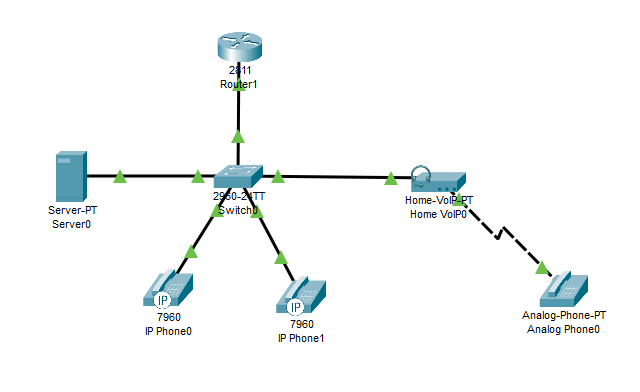 2811
Router1
Server-PT
Server0
2960-24TT
Switch0
Home-VoIP-PT
Home VoIP0
IP
7960
IP Phone0
IP
7960
IP Phone1
Analog-Phone-PT
Analog Phone0